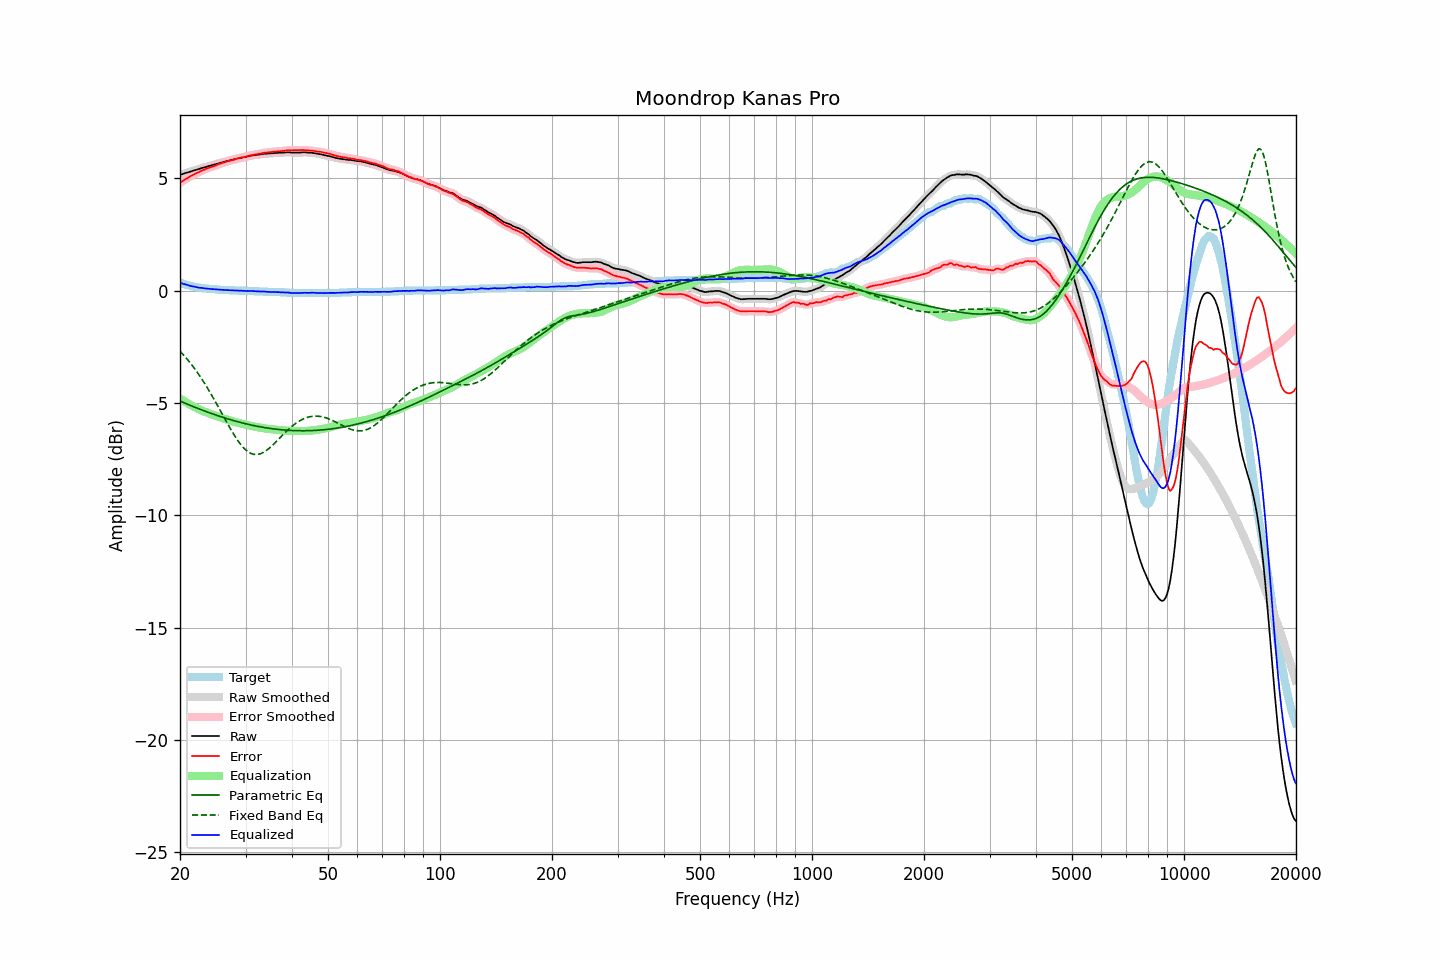 Moondrop Kanas Pro
Amplitude (dBr)
5
0
−5
−10
−15
−20
−25
Target
Raw Smoothed
Error Smoothed
Raw
Error
Equalization
Parametric Eq
Fixed Band Eq
Equalized
20 50 100 200 500 1000 2000 5000 10000 20000
Frequency (Hz)